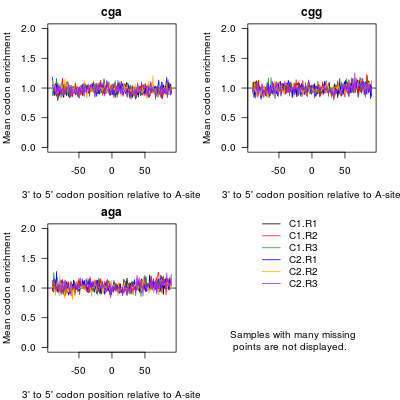 cga
cgg
Mean codon enrichment
2.0
1.5
1.0
0.5
0.0
-50 0 50
3' to 5' codon position relative to A-site
Mean codon enrichment
2.0
1.5
1.0
0.5
0.0
-50 0 50
3' to 5' codon position relative to A-site
aga
Mean codon enrichment
2.0
1.5
1.0
0.5
0.0
-50 0 50
3' to 5' codon position relative to A-site
C1.R1
C1.R2
C1.R3
C2.R1
C2.R2
C2.R3
Samples with many missing
points are not displayed.